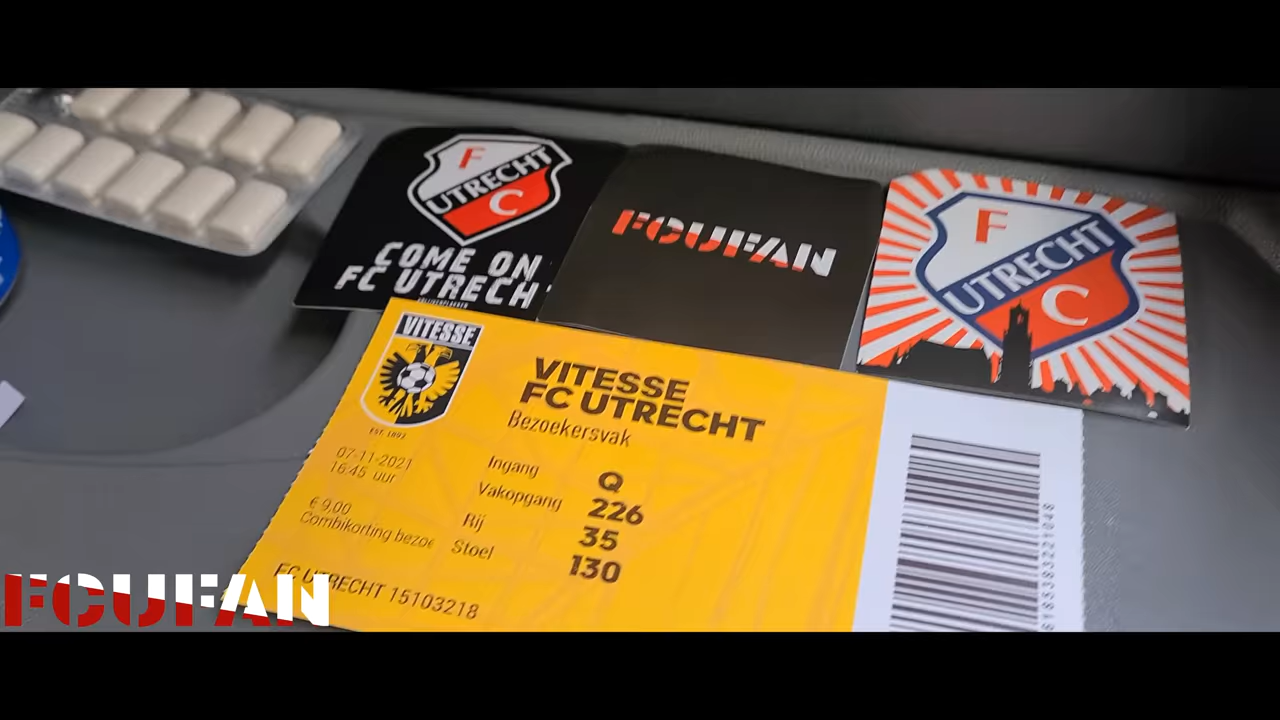 F
UTRECHT
C
COME ON
FC UTRECH
FCUFAN
F
UTRECHT
C
VITESSE
EST. 1892
VITESSE
FC UTRECHT
Bezoekersvak
07-11-2021
16:45 uur
€ 9,00
Combikorting bezoe
Ingang Q
Vakopgang 226
Rij 35
Stoel 130
FC UTRECHT 15103218
FCUFAN